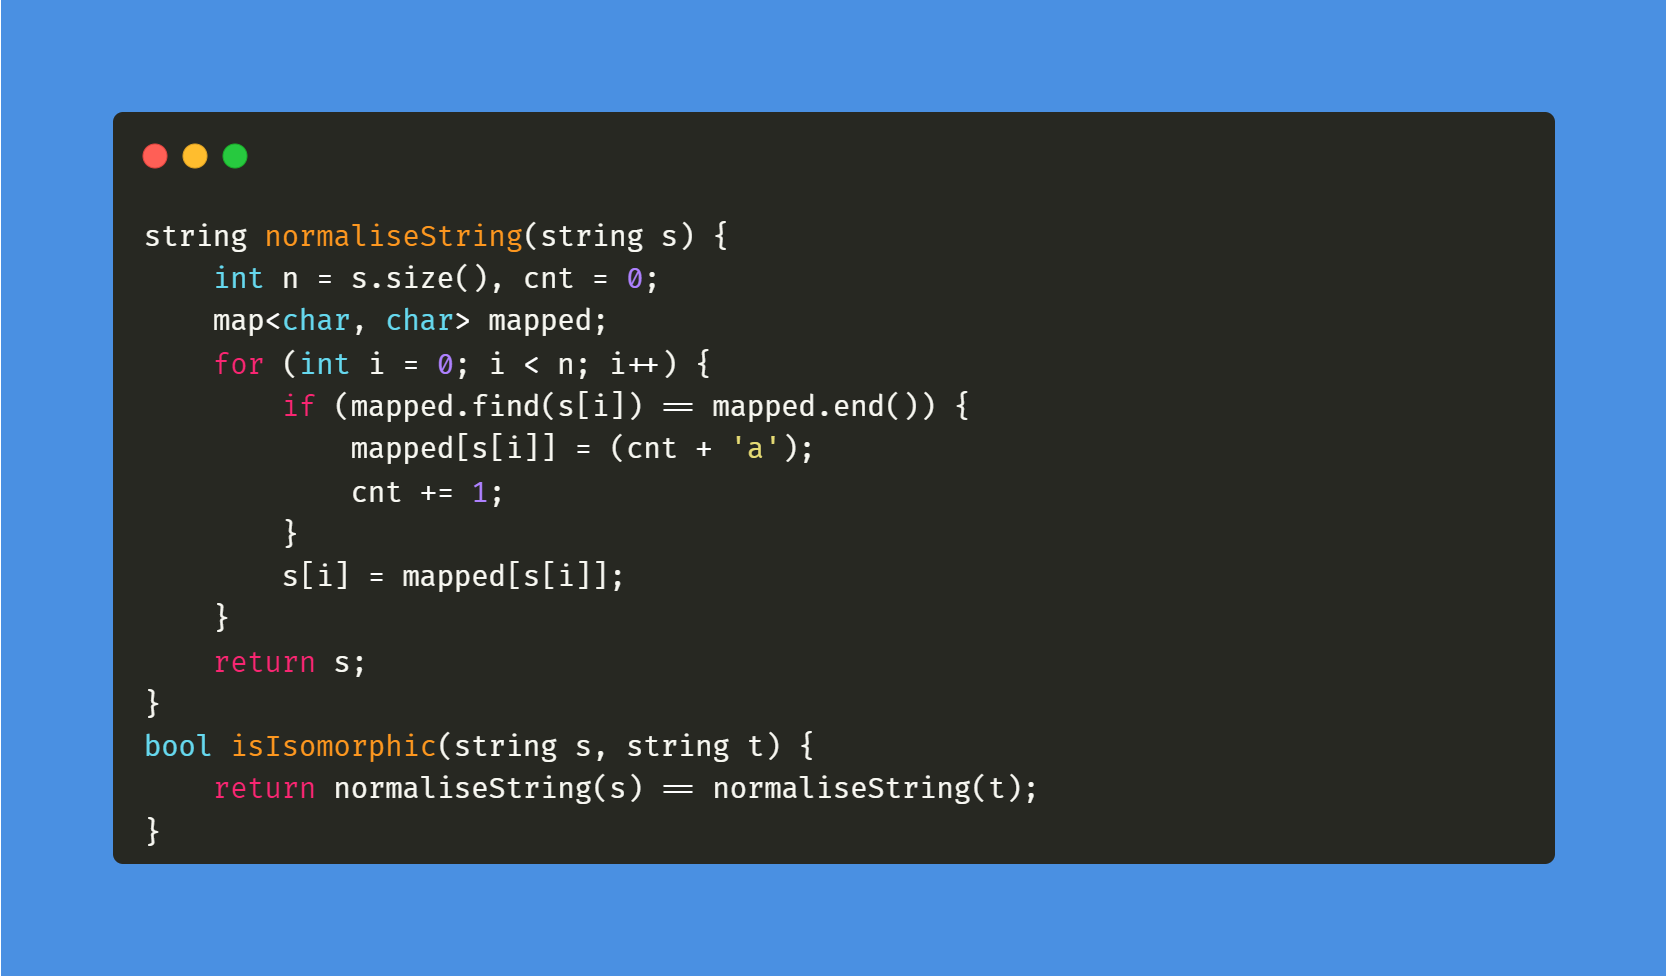 string normaliseString(string s) {
    int n = s.size(), cnt = 0;
    map<char, char> mapped;
    for (int i = 0; i < n; i++) {
        if (mapped.find(s[i]) == mapped.end()) {
            mapped[s[i]] = (cnt + 'a');
            cnt += 1;
        }
        s[i] = mapped[s[i]];
    }
    return s;
}
bool isIsomorphic(string s, string t) {
    return normaliseString(s) == normaliseString(t);
}